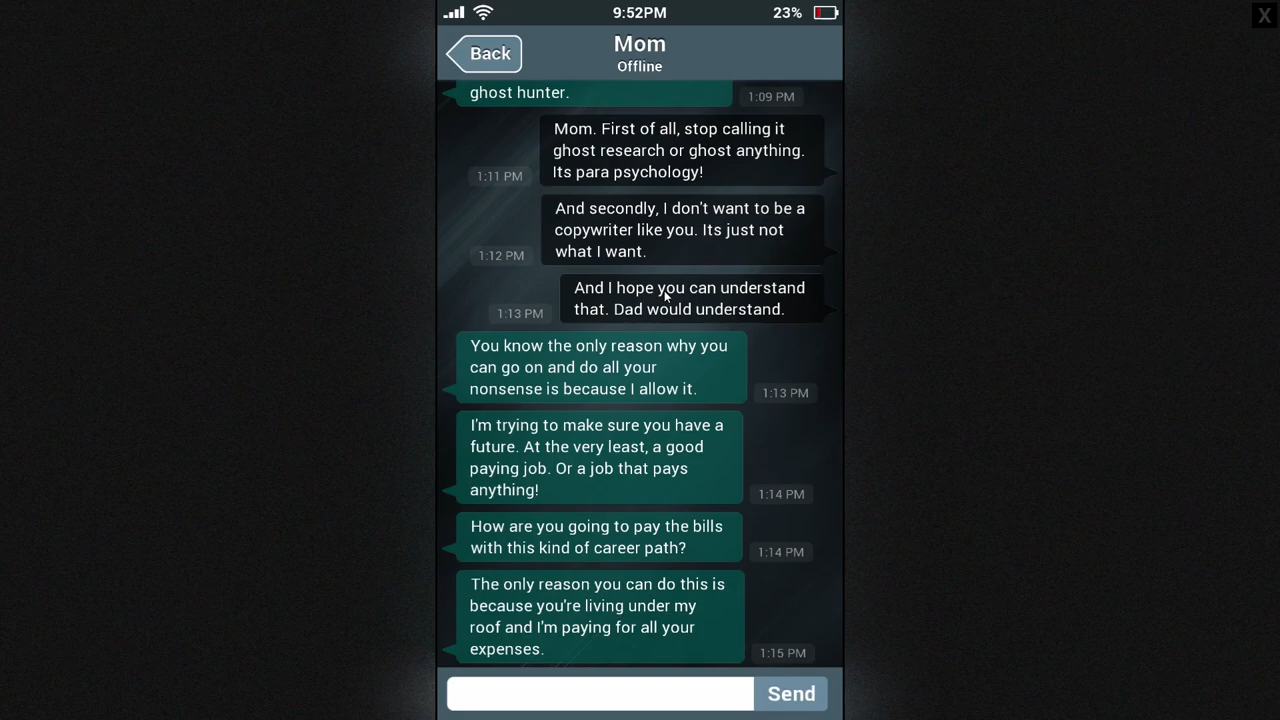 9:52PM
23%
X
Back
Mom
Offline
ghost hunter.
1:09 PM
Mom. First of all, stop calling it
ghost research or ghost anything.
Its para psychology!
1:11 PM
And secondly, I don't want to be a
copywriter like you. Its just not
what I want.
1:12 PM
And I hope you can understand
that. Dad would understand.
1:13 PM
You know the only reason why you
can go on and do all your
nonsense is because I allow it.
1:13 PM
I'm trying to make sure you have a
future. At the very least, a good
paying job. Or a job that pays
anything!
1:14 PM
How are you going to pay the bills
with this kind of career path?
1:14 PM
The only reason you can do this is
because you're living under my
roof and I'm paying for all your
expenses.
1:15 PM
Send